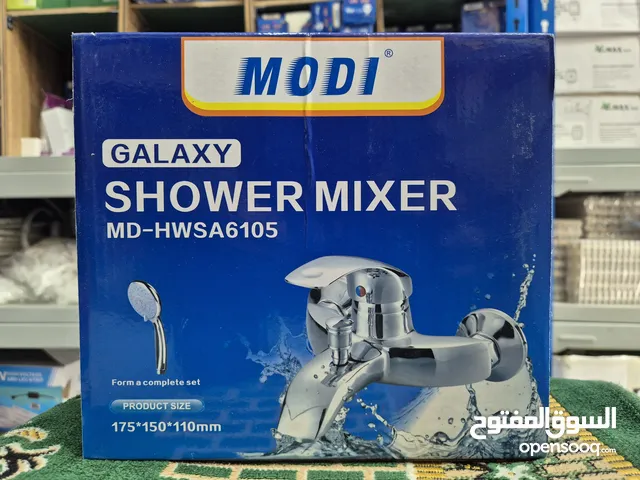 MODI®
GALAXY
SHOWER MIXER
MD-HWSA6105
Form a complete set
PRODUCT SIZE
175*150*110mm
السوق المفتوح
opensooq.com